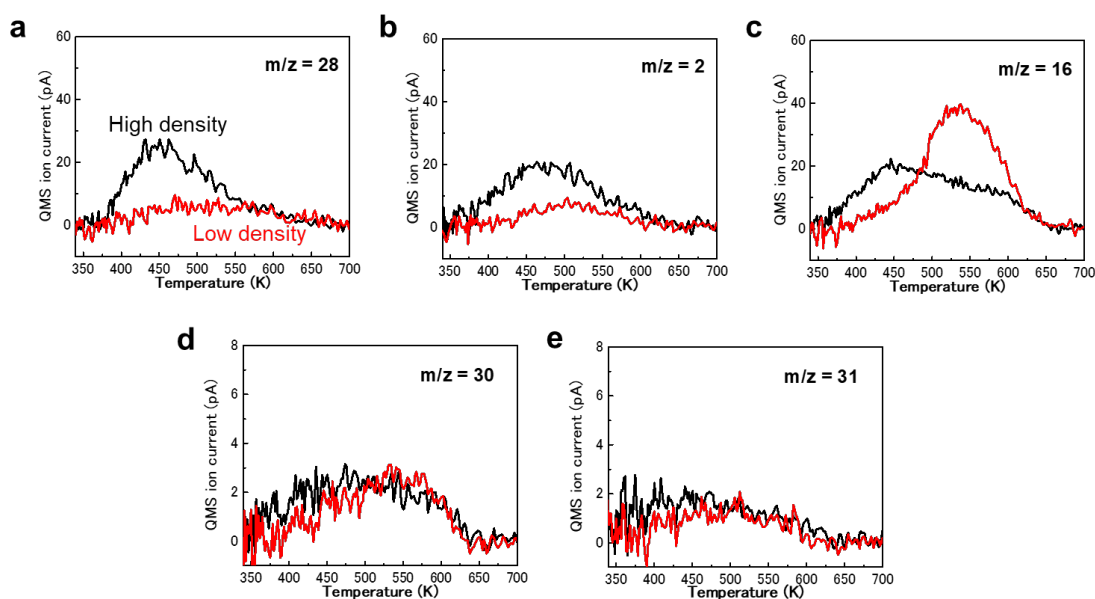 a
m/z = 28
High density
Low density
QMS ion current (pA)
60
40
20
0
350 400 450 500 550 600 650 700
Temperature (K)
b
m/z = 2
QMS ion current (pA)
60
40
20
0
350 400 450 500 550 600 650 700
Temperature (K)
c
m/z = 16
QMS ion current (pA)
60
40
20
0
350 400 450 500 550 600 650 700
Temperature (K)
d
m/z = 30
QMS ion current (pA)
8
6
4
2
0
350 400 450 500 550 600 650 700
Temperature (K)
e
m/z = 31
QMS ion current (pA)
8
6
4
2
0
350 400 450 500 550 600 650 700
Temperature (K)